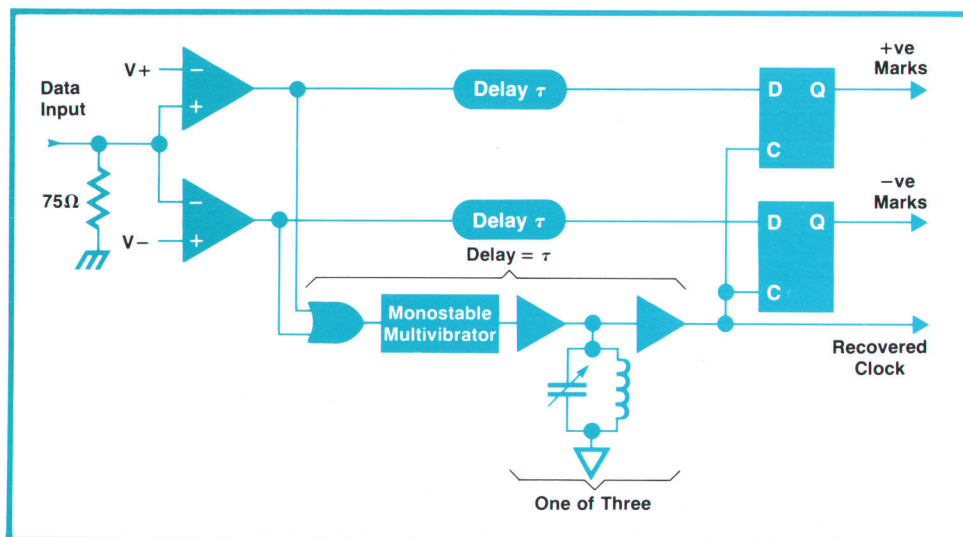 +ve
Marks
V+
−
+
Data
Input
Delay τ
D Q
C
75Ω
−ve
Marks
−
V−
+
Delay τ
D Q
Delay = τ
C
Monostable
Multivibrator
Recovered
Clock
One of Three